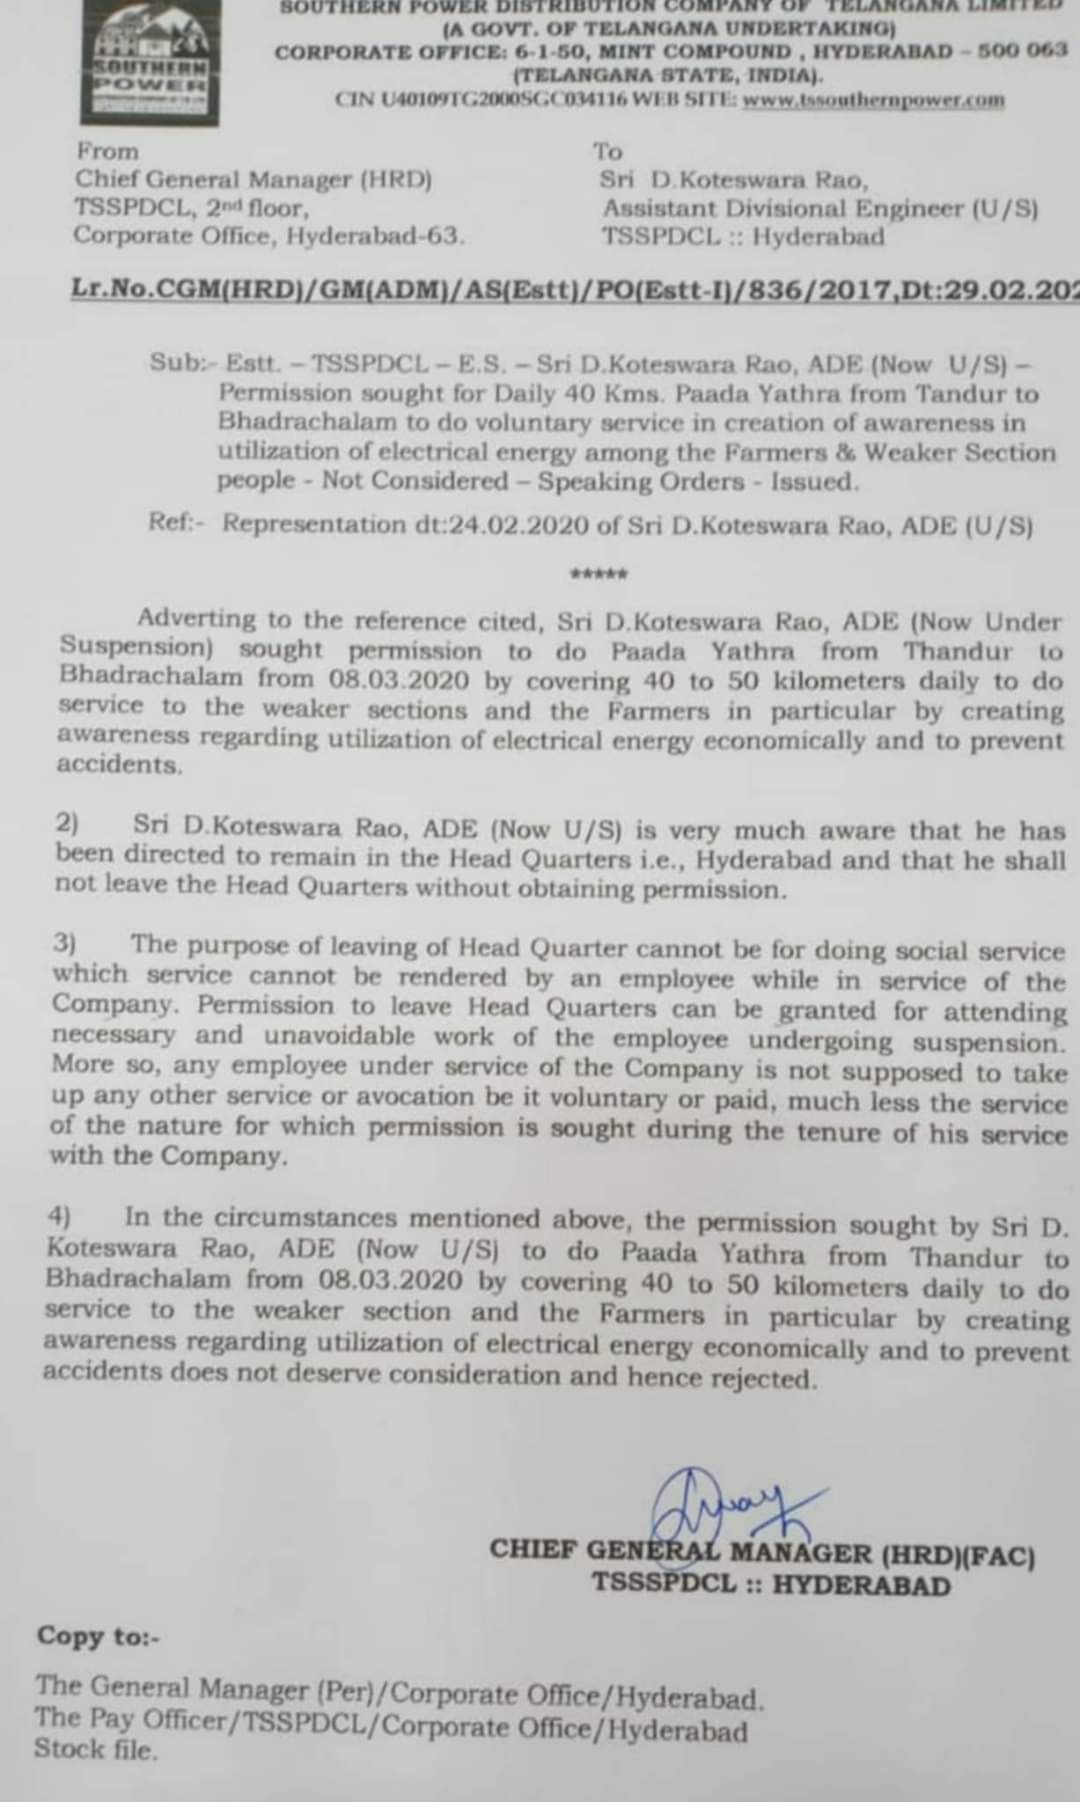 SOUTHERN POWER DISTRIBUTION COMPANY OF TELANGANA LIMITED
(A GOVT. OF TELANGANA UNDERTAKING)
CORPORATE OFFICE: 6-1-50, MINT COMPOUND , HYDERABAD – 500 063
(TELANGANA STATE, INDIA).
CIN U40109TG2000SGC034116 WEB SITE: www.tssouthernpower.com
SOUTHERN
POWER
From
Chief General Manager (HRD)
TSSPDCL, 2nd floor,
Corporate Office, Hyderabad-63.
To
Sri D.Koteswara Rao,
Assistant Divisional Engineer (U/S)
TSSPDCL :: Hyderabad
Lr.No.CGM(HRD)/GM(ADM)/AS(Estt)/PO(Estt-I)/836/2017,Dt:29.02.202
Sub:- Estt. – TSSPDCL – E.S. – Sri D.Koteswara Rao, ADE (Now U/S) –
Permission sought for Daily 40 Kms. Paada Yathra from Tandur to
Bhadrachalam to do voluntary service in creation of awareness in
utilization of electrical energy among the Farmers & Weaker Section
people - Not Considered – Speaking Orders - Issued.
Ref:- Representation dt:24.02.2020 of Sri D.Koteswara Rao, ADE (U/S)
*****
Adverting to the reference cited, Sri D.Koteswara Rao, ADE (Now Under
Suspension) sought permission to do Paada Yathra from Thandur to
Bhadrachalam from 08.03.2020 by covering 40 to 50 kilometers daily to do
service to the weaker sections and the Farmers in particular by creating
awareness regarding utilization of electrical energy economically and to prevent
accidents.
2) Sri D.Koteswara Rao, ADE (Now U/S) is very much aware that he has
been directed to remain in the Head Quarters i.e., Hyderabad and that he shall
not leave the Head Quarters without obtaining permission.
3) The purpose of leaving of Head Quarter cannot be for doing social service
which service cannot be rendered by an employee while in service of the
Company. Permission to leave Head Quarters can be granted for attending
necessary and unavoidable work of the employee undergoing suspension.
More so, any employee under service of the Company is not supposed to take
up any other service or avocation be it voluntary or paid, much less the service
of the nature for which permission is sought during the tenure of his service
with the Company.
4) In the circumstances mentioned above, the permission sought by Sri D.
Koteswara Rao, ADE (Now U/S) to do Paada Yathra from Thandur to
Bhadrachalam from 08.03.2020 by covering 40 to 50 kilometers daily to do
service to the weaker section and the Farmers in particular by creating
awareness regarding utilization of electrical energy economically and to prevent
accidents does not deserve consideration and hence rejected.
CHIEF GENERAL MANAGER (HRD)(FAC)
TSSSPDCL :: HYDERABAD
Copy to:-
The General Manager (Per)/Corporate Office/Hyderabad.
The Pay Officer/TSSPDCL/Corporate Office/Hyderabad
Stock file.